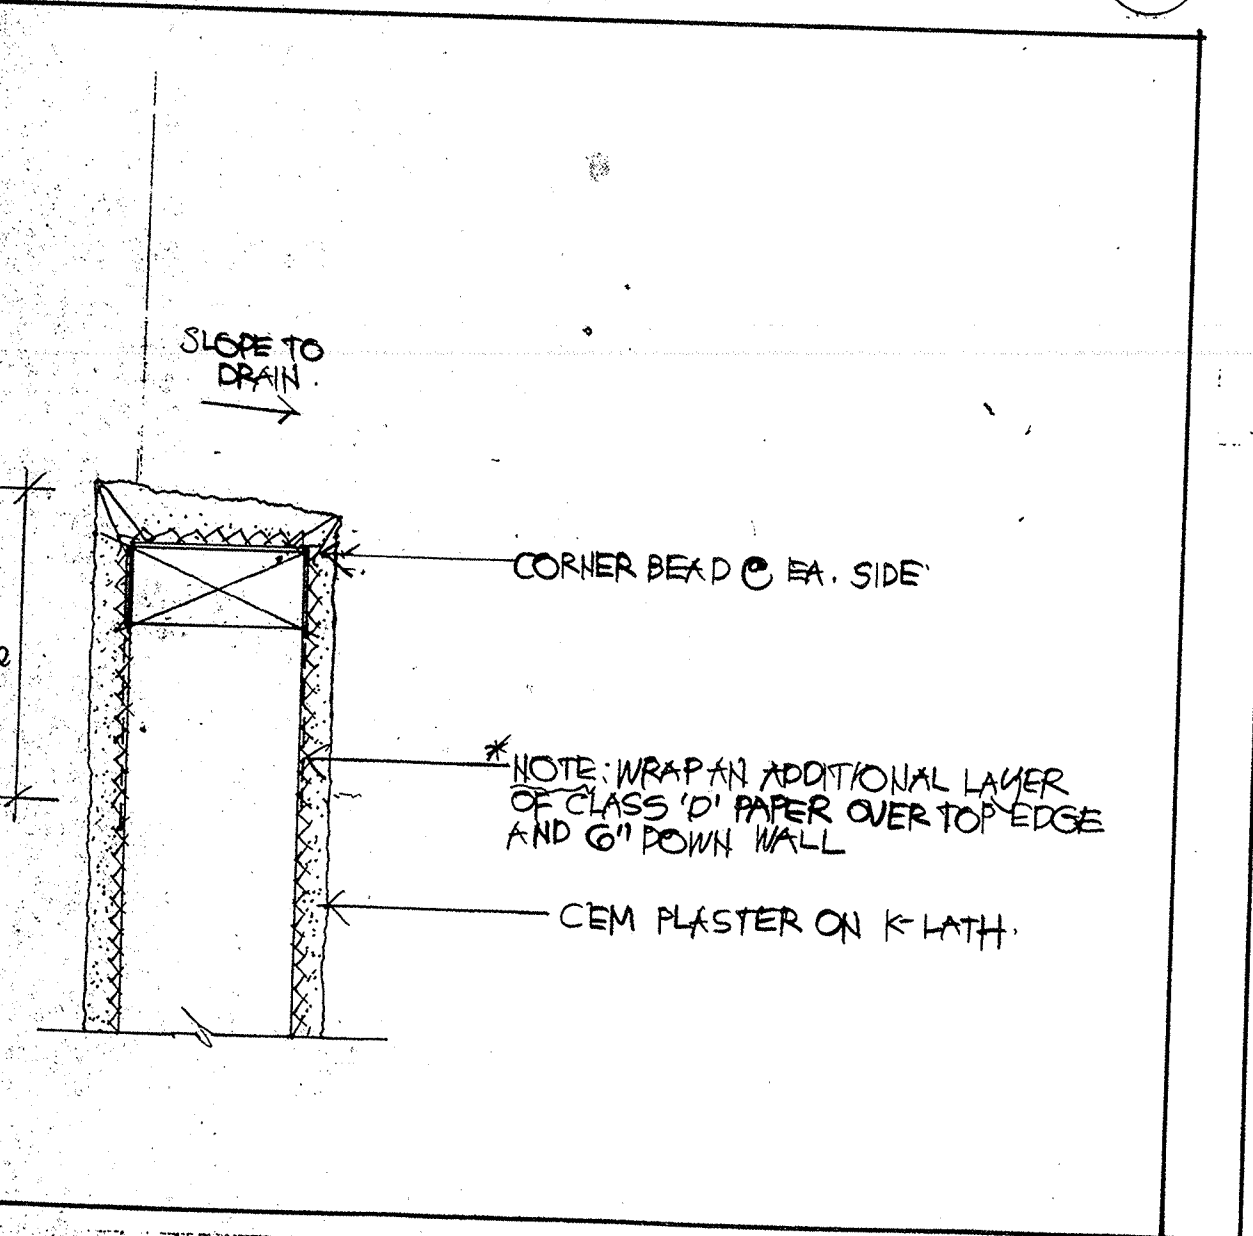 SLOPE TO
DRAIN.
CORNER BEAD @ EA. SIDE
* NOTE: WRAP AN ADDITIONAL LAYER
OF CLASS 'D' PAPER OVER TOP EDGE
AND 6" DOWN WALL
CEM PLASTER ON K-LATH.